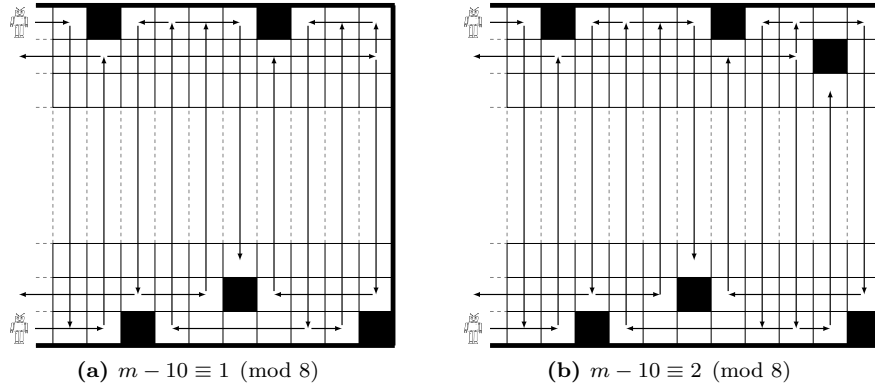 (a) m − 10 ≡ 1 (mod 8)
(b) m − 10 ≡ 2 (mod 8)